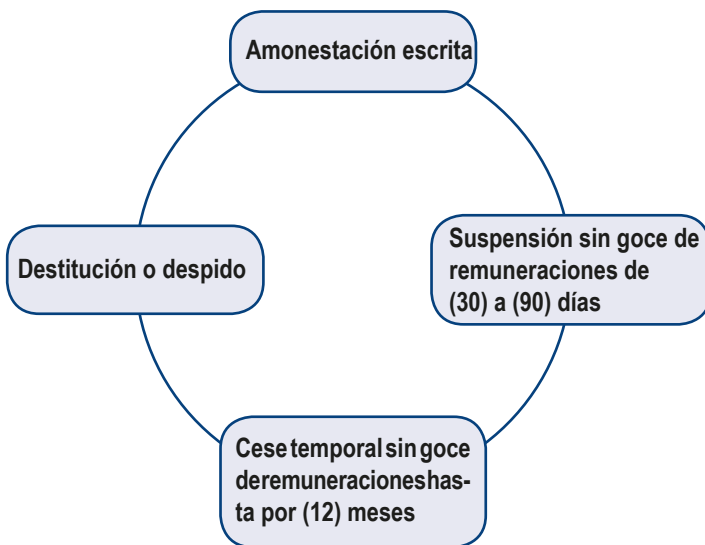 Amonestación escrita
Suspensión sin goce de
remuneraciones de
(30) a (90) días
Destitución o despido
Cese temporal sin goce
de remuneraciones has-
ta por (12) meses